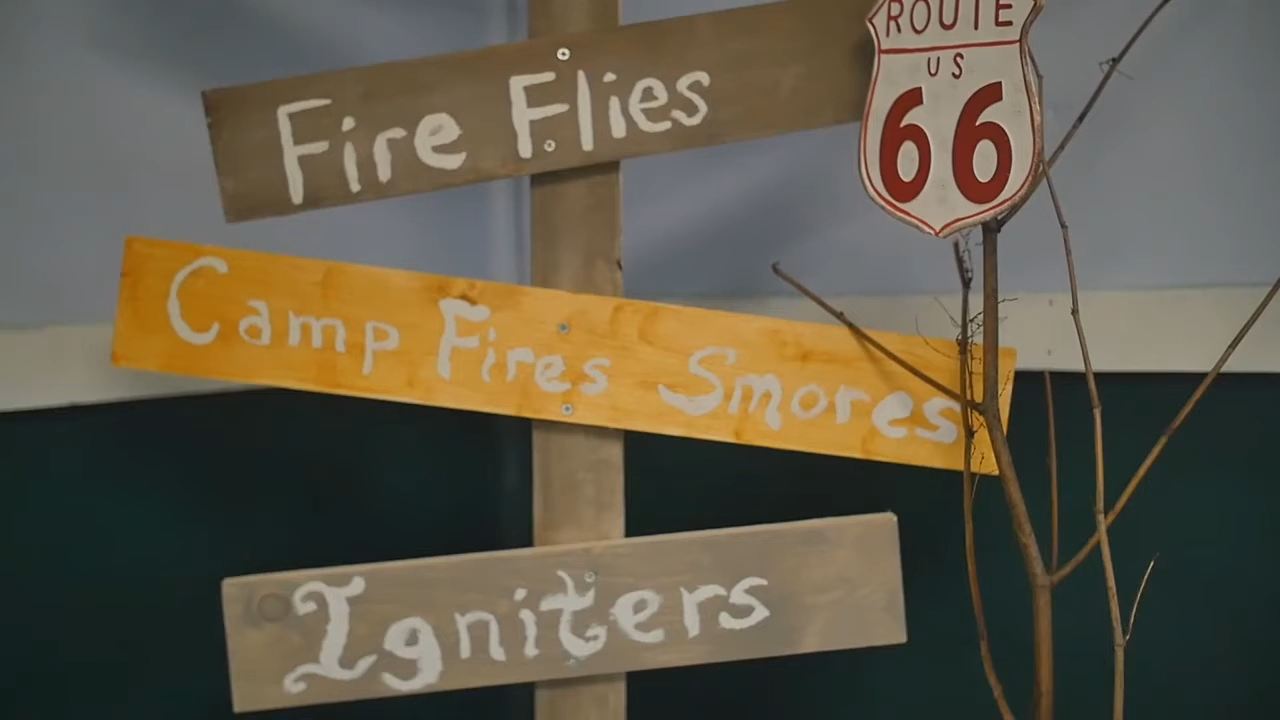 Fire Flies
ROUTE
US
66
Camp Fires Smores
Igniters